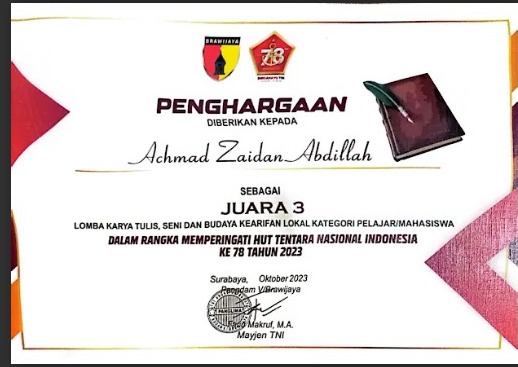 BRAWIJAYA
78
PENGHARGAAN
DIBERIKAN KEPADA
Achmad Zaidan Abdillah
SEBAGAI
JUARA 3
LOMBA KARYA TULIS, SENI DAN BUDAYA KEARIFAN LOKAL KATEGORI PELAJAR/MAHASISWA
DALAM RANGKA MEMPERINGATI HUT TENTARA NASIONAL INDONESIA
KE 78 TAHUN 2023
Surabaya, Oktober 2023
Pangdam V/Brawijaya
PANGLIMA
Makruf, M.A.
Mayjen TNI